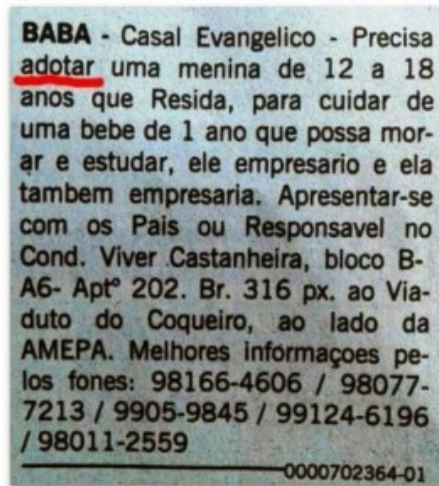 BABA - Casal Evangelico - Precisa
adotar uma menina de 12 a 18
anos que Resida, para cuidar de
uma bebe de 1 ano que possa mor-
ar e estudar, ele empresario e ela
tambem empresaria. Apresentar-se
com os Pais ou Responsavel no
Cond. Viver Castanheira, bloco B-
A6- Aptº 202. Br. 316 px. ao Via-
duto do Coqueiro, ao lado da
AMEPA. Melhores informaçoes pe-
los fones: 98166-4606 / 98077-
7213 / 9905-9845 / 99124-6196
/ 98011-2559
0000702364-01